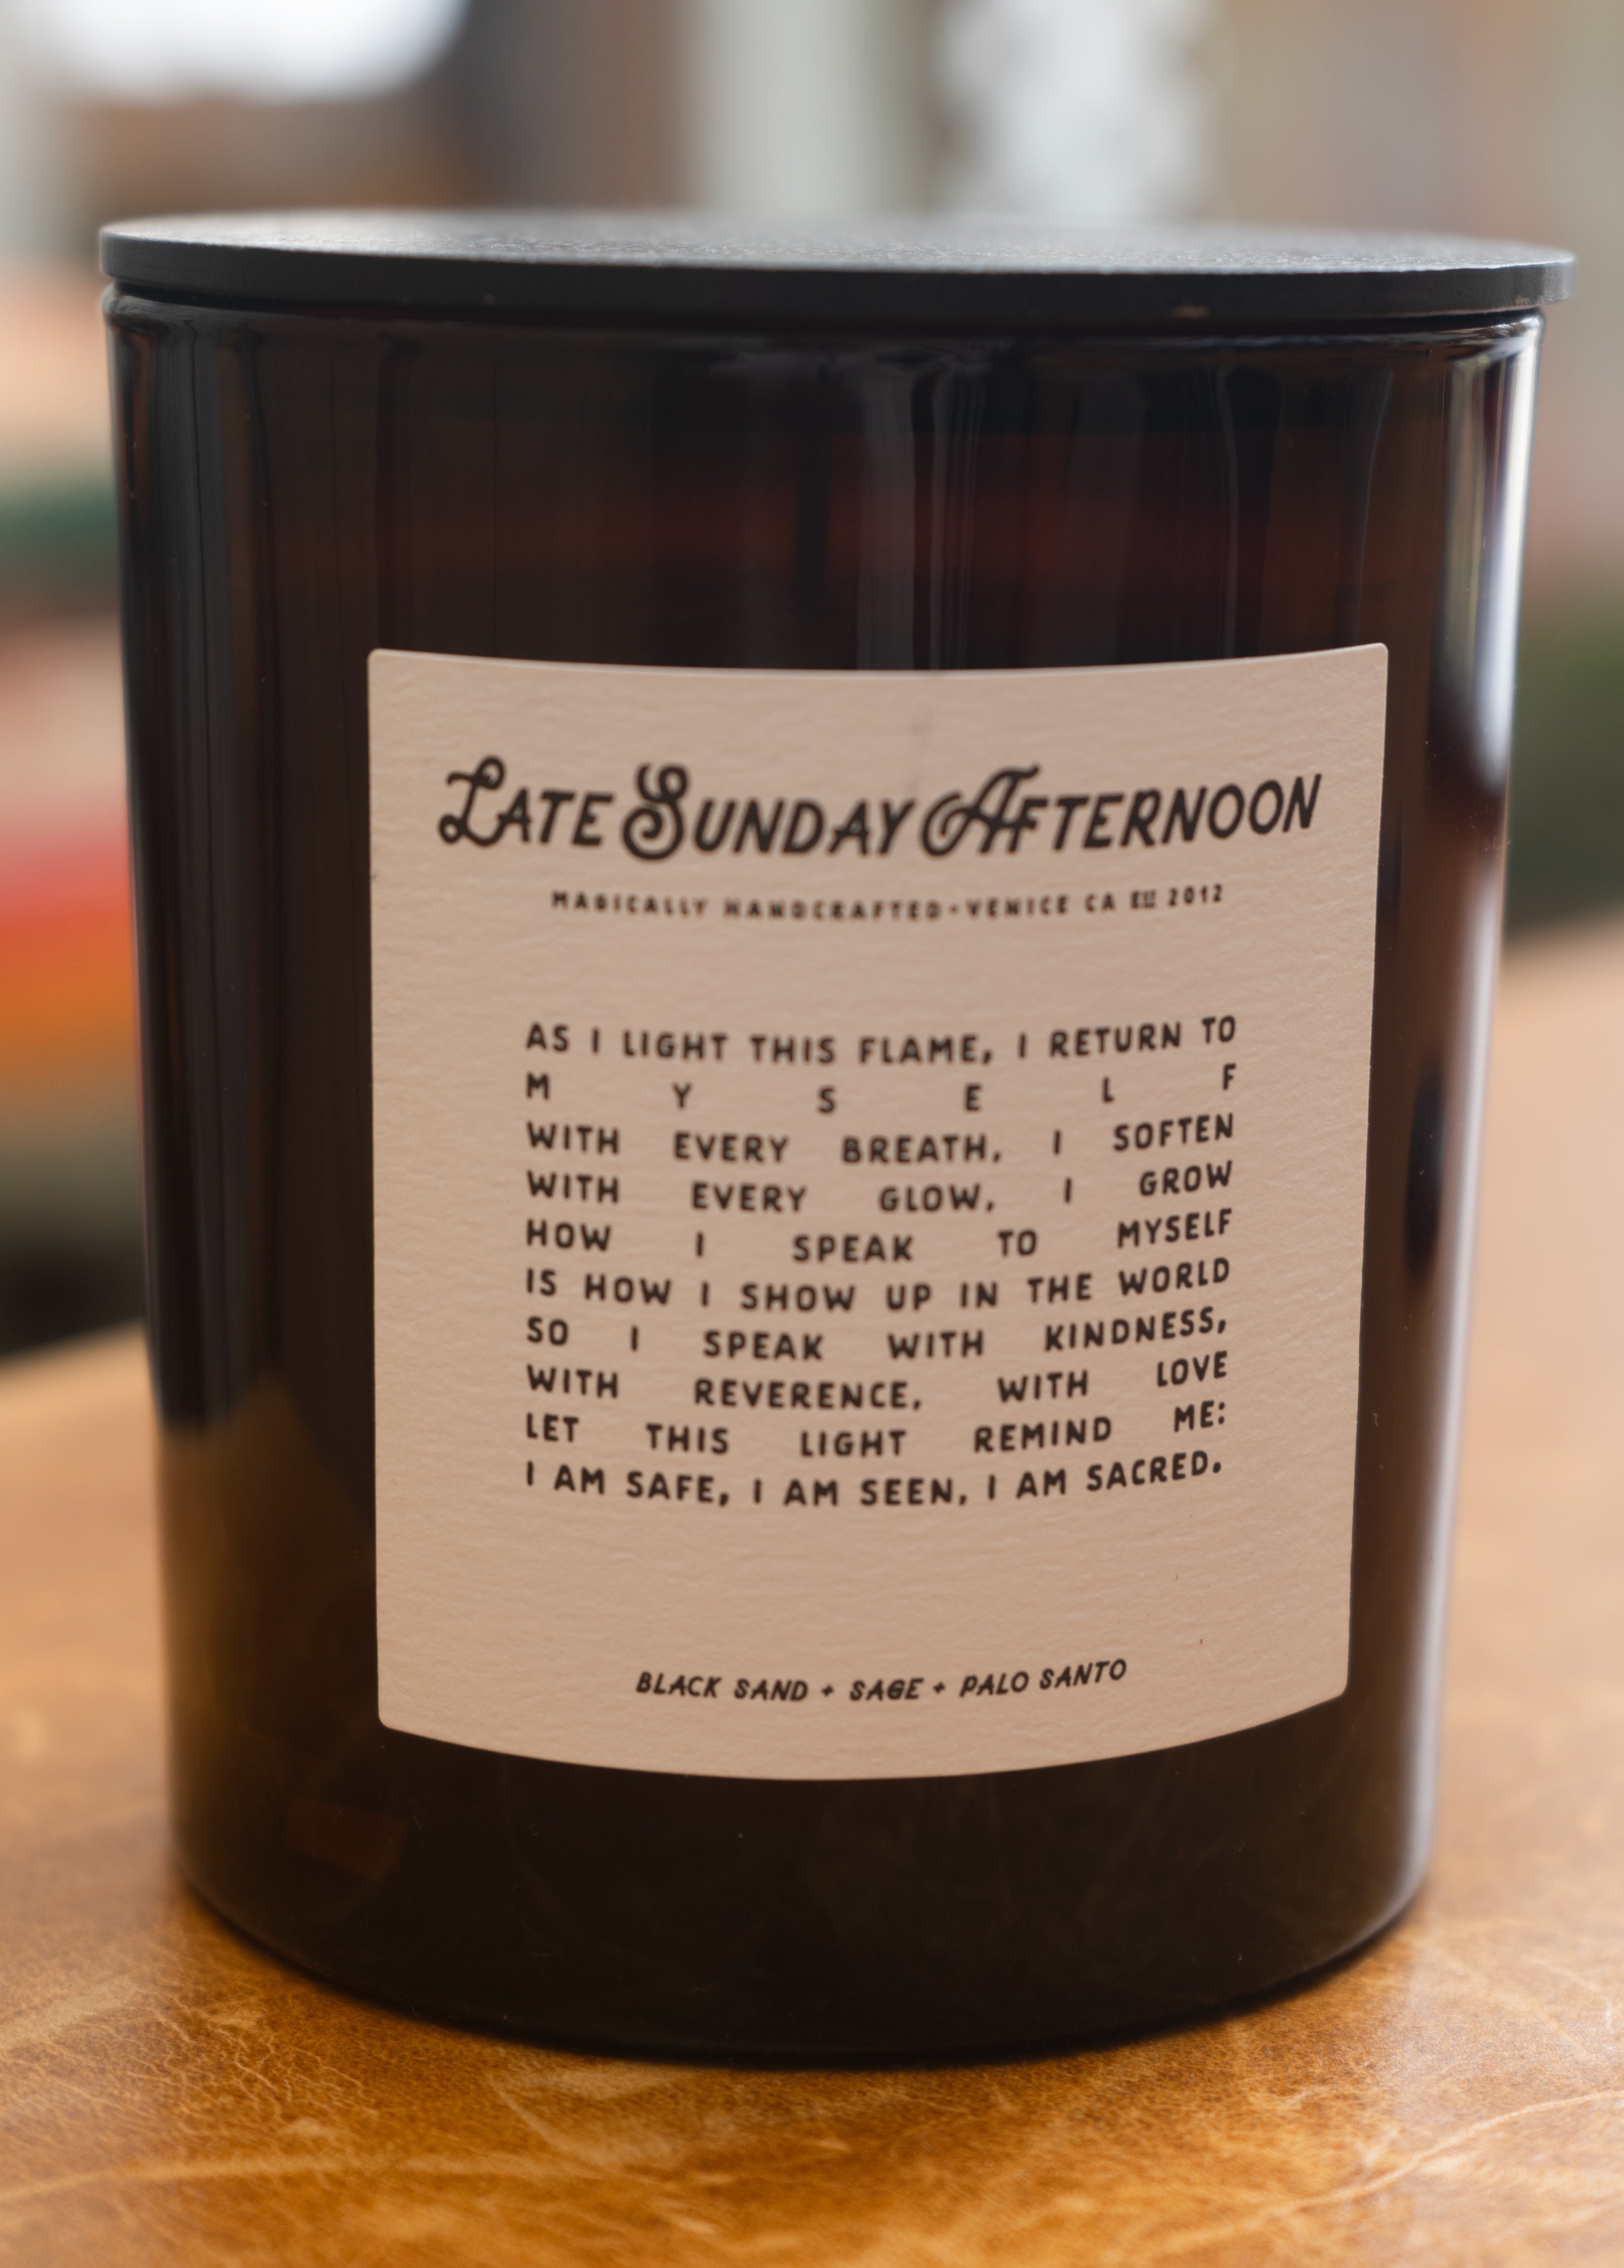 LATE SUNDAY AFTERNOON
MAGICALLY HANDCRAFTED • VENICE CA EST 2012
AS I LIGHT THIS FLAME, I RETURN TO
M Y S E L F
WITH EVERY BREATH, I SOFTEN
WITH EVERY GLOW, I GROW
HOW I SPEAK TO MYSELF
IS HOW I SHOW UP IN THE WORLD
SO I SPEAK WITH KINDNESS,
WITH REVERENCE, WITH LOVE
LET THIS LIGHT REMIND ME:
I AM SAFE, I AM SEEN, I AM SACRED.
BLACK SAND + SAGE + PALO SANTO